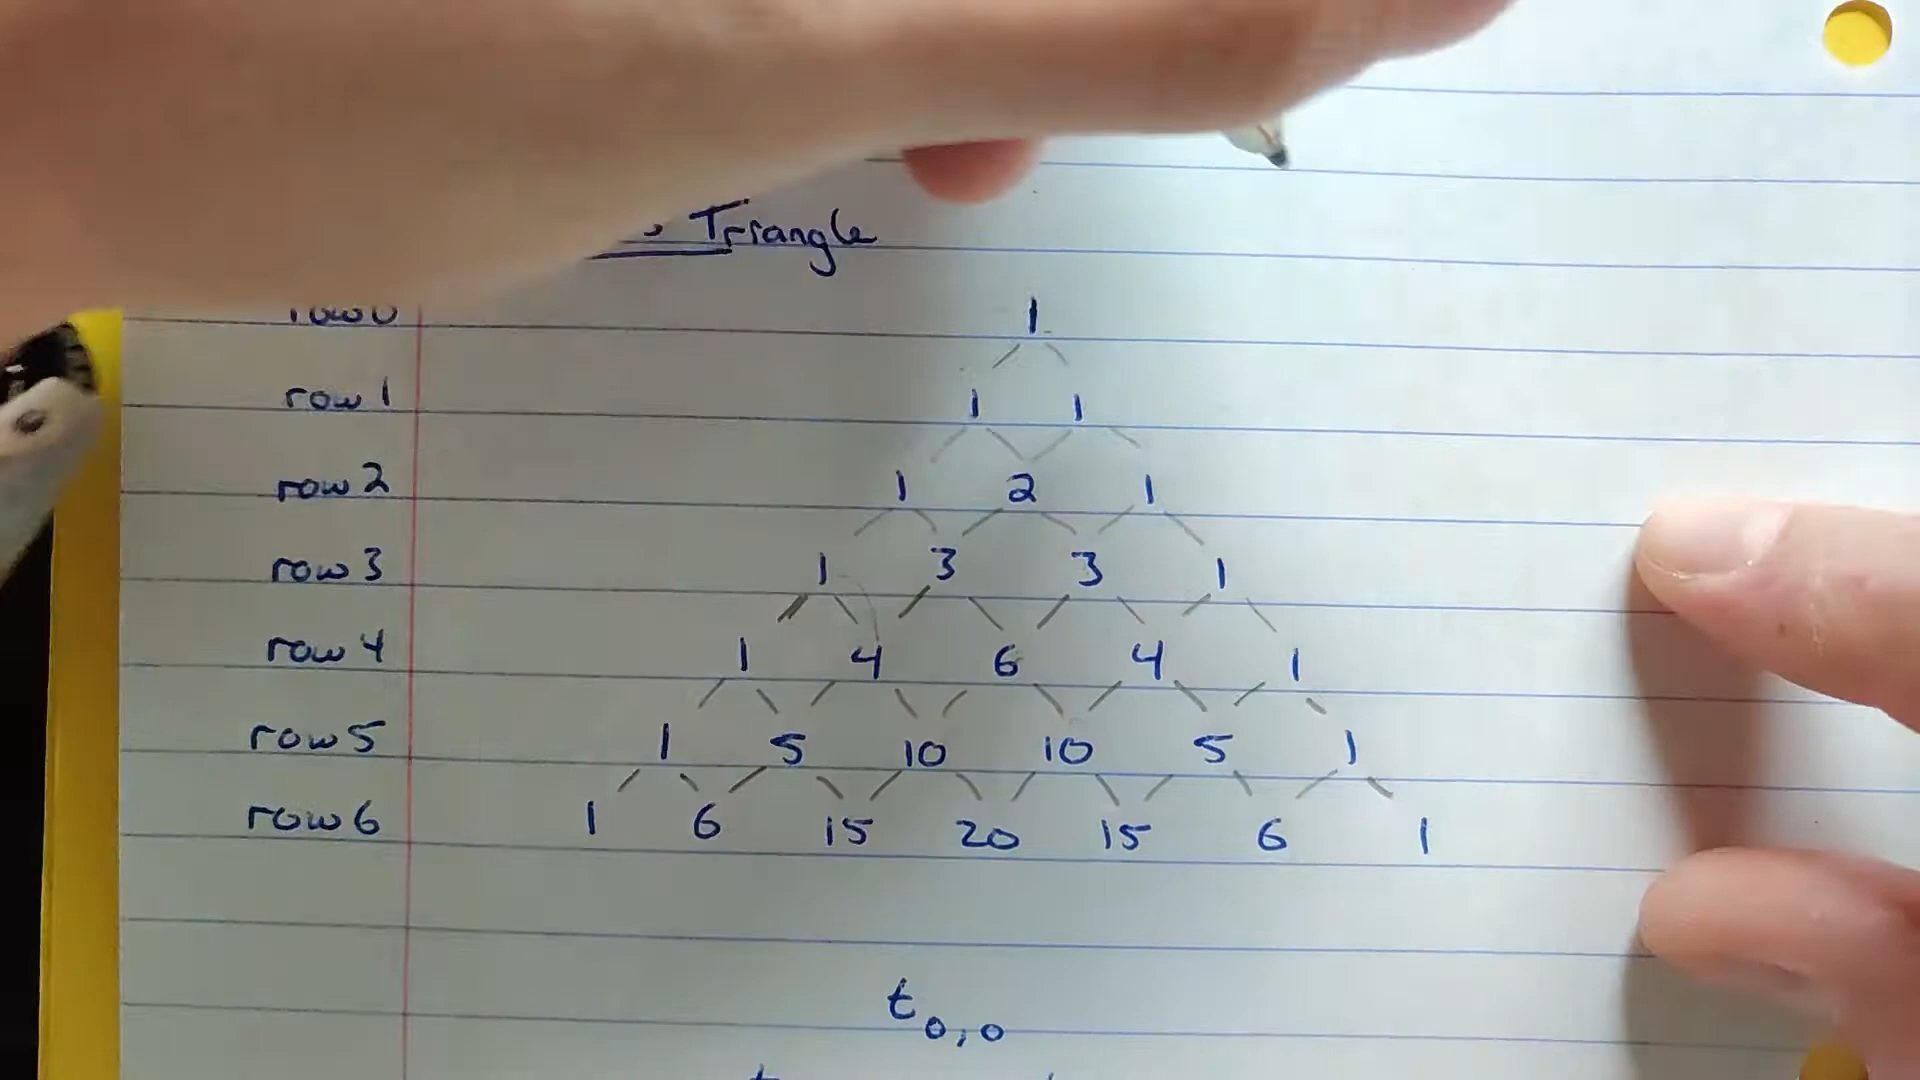 Triangle
row 0 1
row 1 1 1
row 2 1 2 1
row 3 1 3 3 1
row 4 1 4 6 4 1
row 5 1 5 10 10 5 1
row 6 1 6 15 20 15 6 1
t0,0